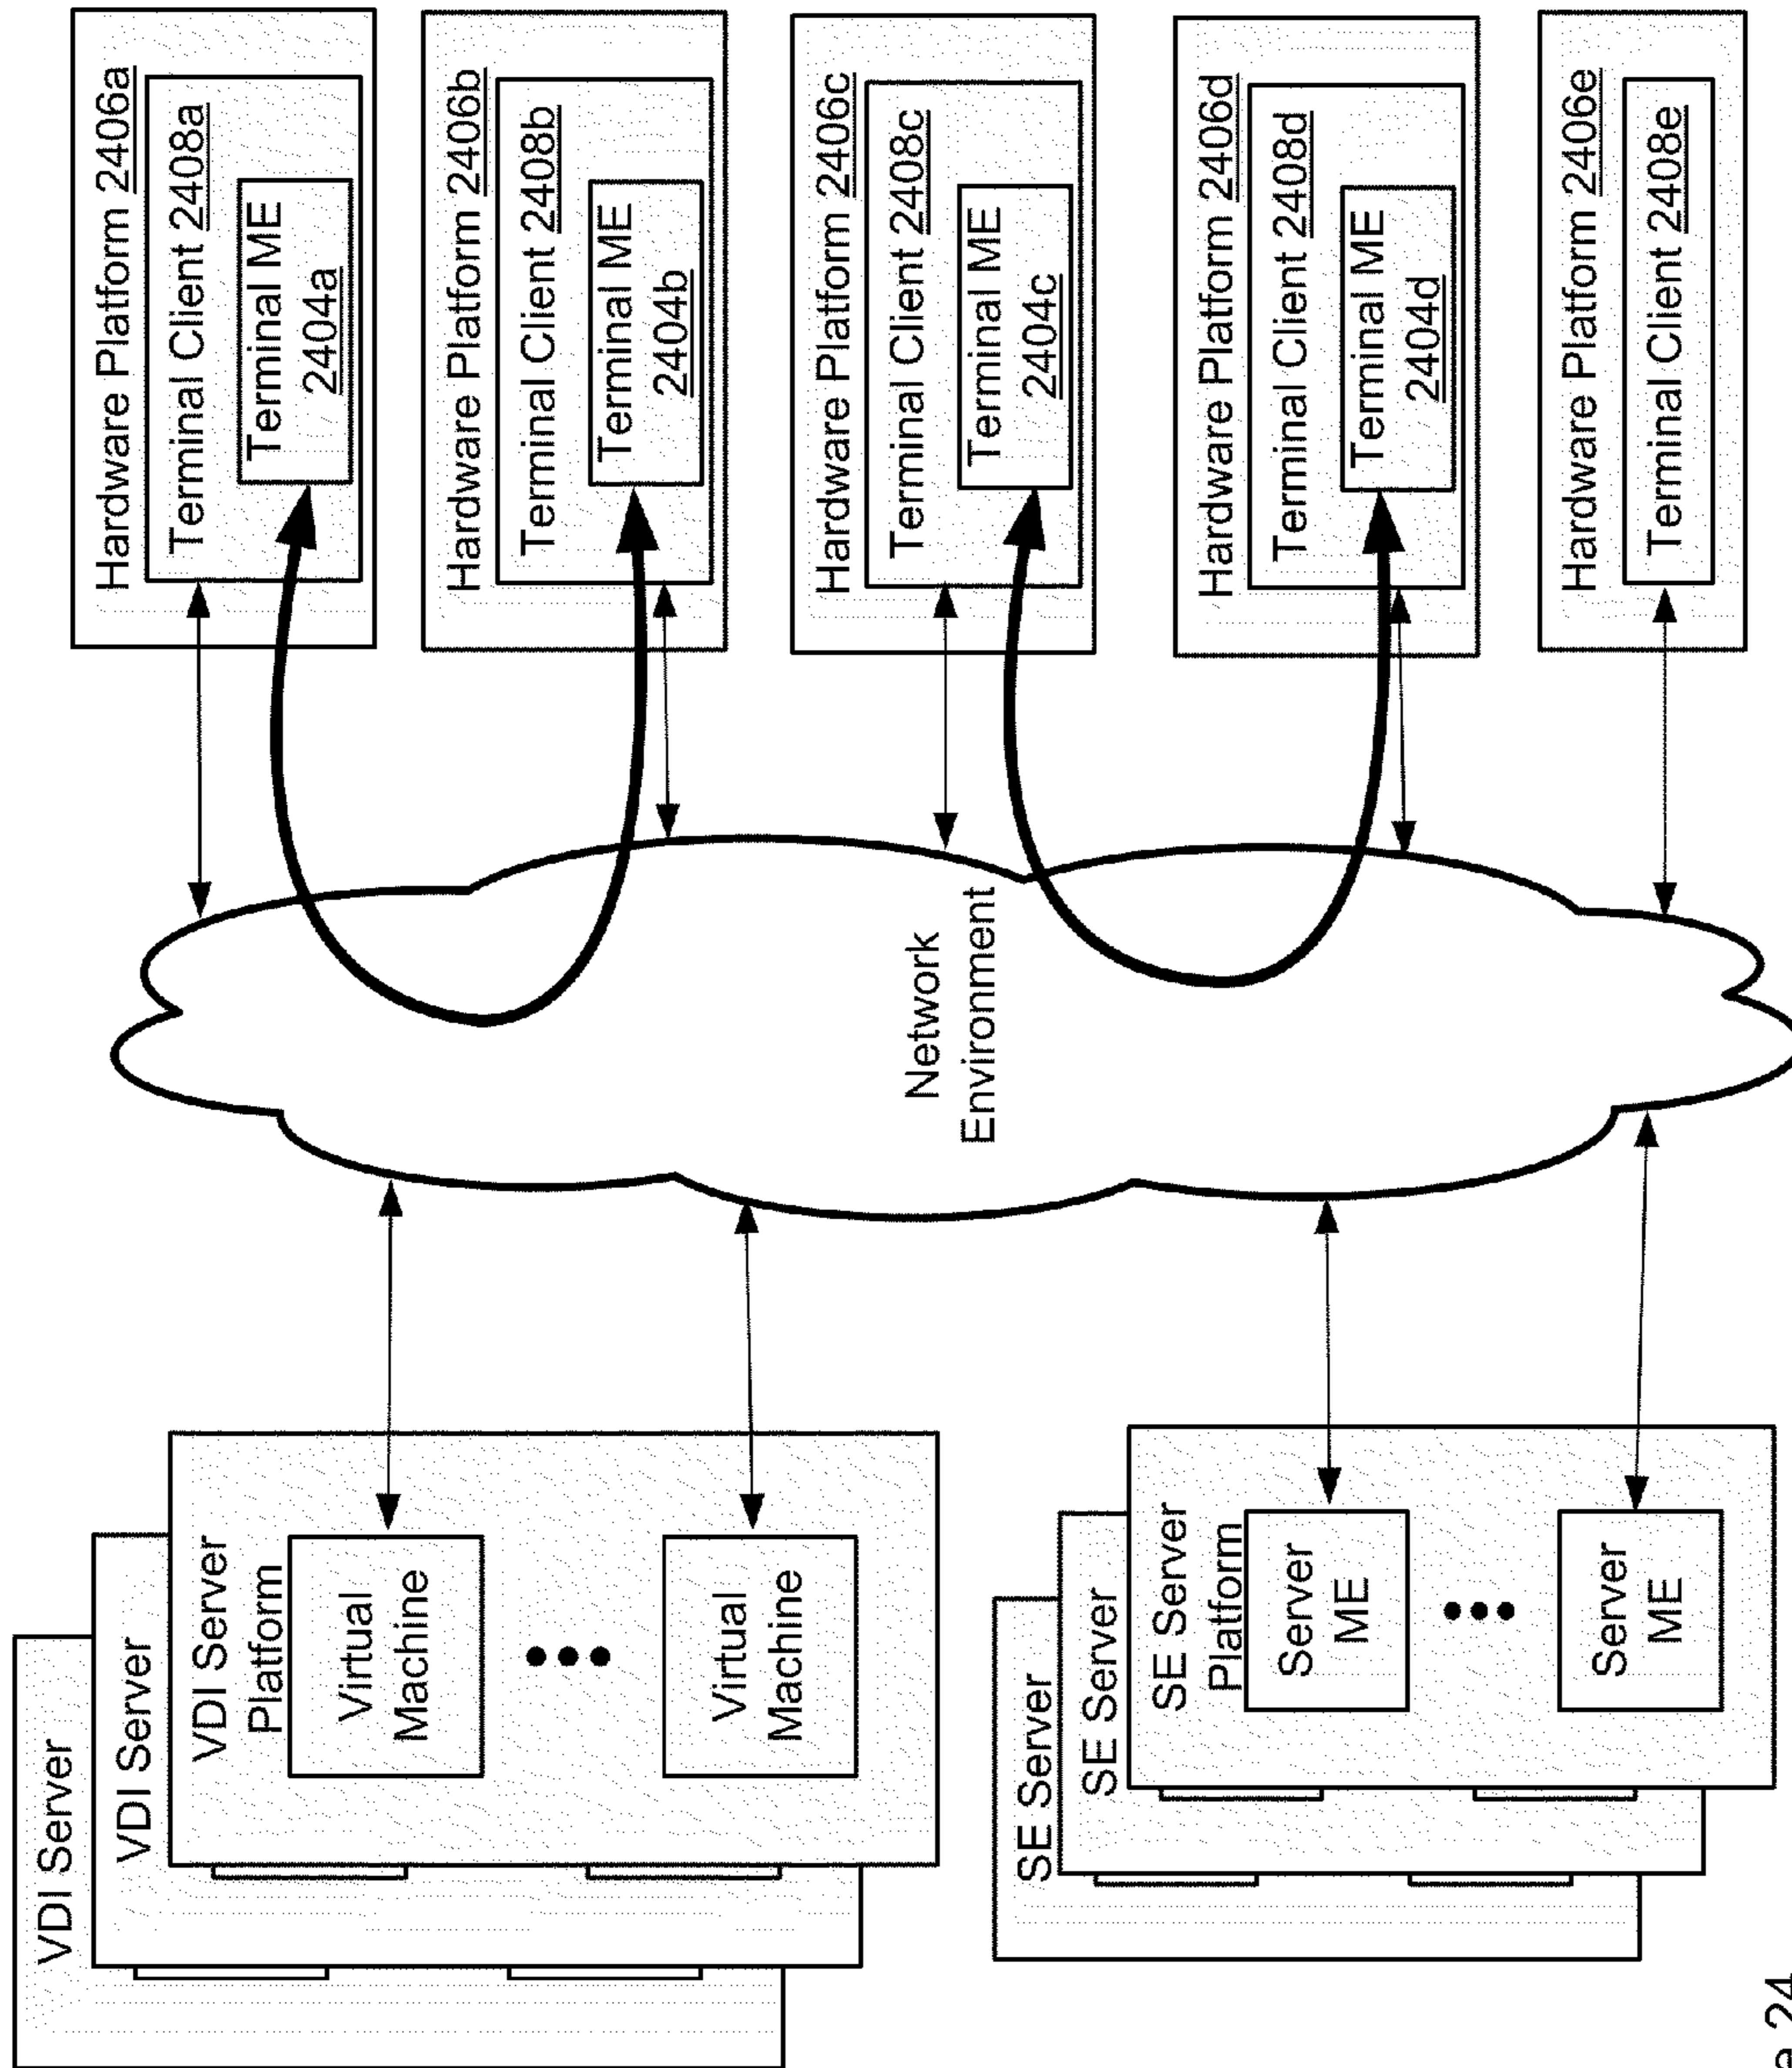 Hardware Platform 2406a
Terminal Client 2408a
Terminal ME
2404a
Hardware Platform 2406b
Terminal Client 2408b
Terminal ME
2404b
Hardware Platform 2406c
Terminal Client 2408c
Terminal ME
2404c
Hardware Platform 2406d
Terminal Client 2408d
Terminal ME
2404d
Hardware Platform 2406e
Terminal Client 2408e
Network
Environment
VDI Server
VDI Server
VDI Server
Platform
Virtual
Machine
Virtual
Machine
SE Server
SE Server
SE Server
Platform
Server
ME
Server
ME
24